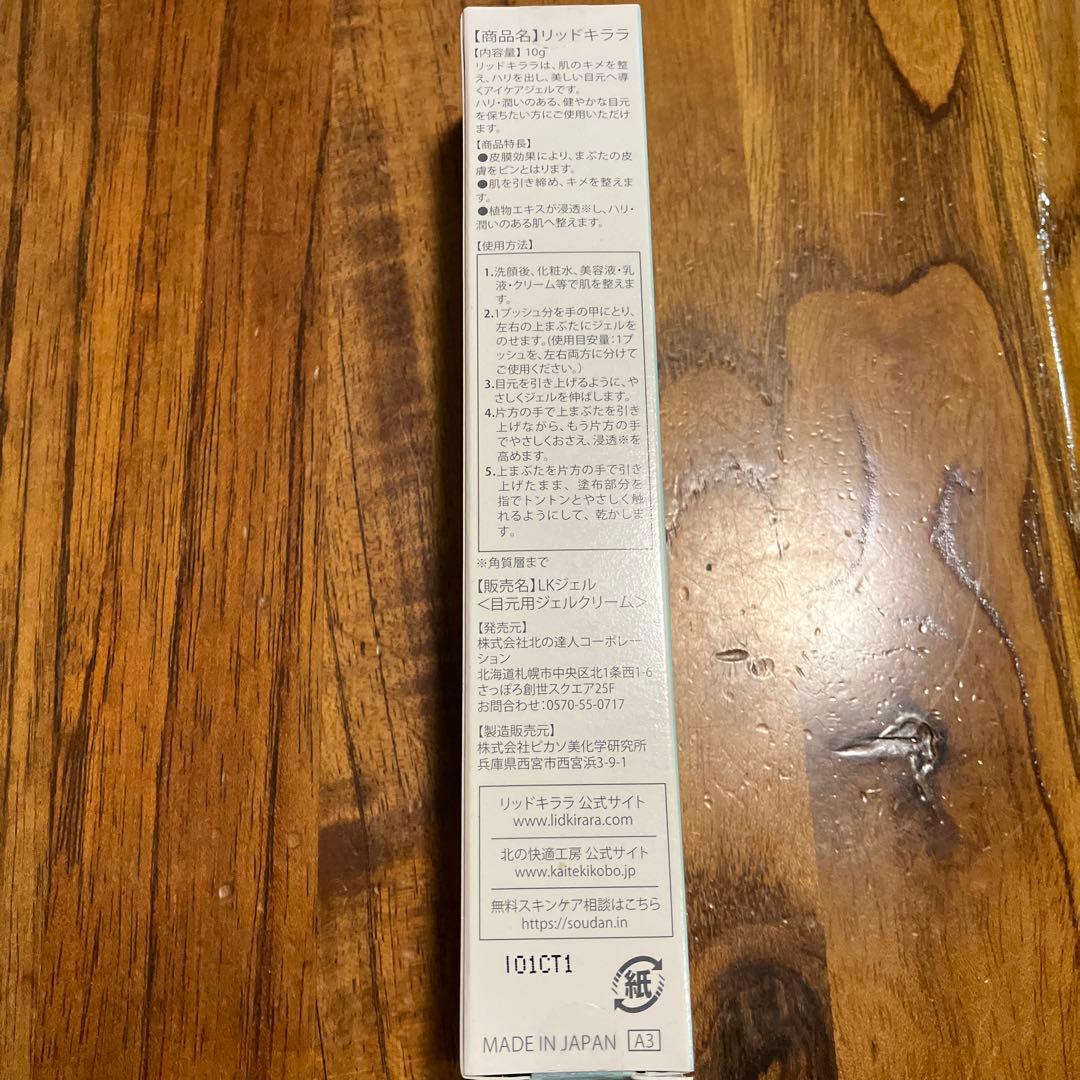 【商品名】リッドキララ
【内容量】10g
リッドキララは、肌のキメを整
え、ハリを出し、美しい目元へ導
くアイケアジェルです。
ハリ・潤いのある、健やかな目元
を保ちたい方にご使用いただけ
ます。
【商品特長】
●皮膜効果により、まぶたの皮
膚をピンとはります。
●肌を引き締め、キメを整えま
す。
●植物エキスが浸透※し、ハリ・
潤いのある肌へ整えます。
【使用方法】
1.洗顔後、化粧水、美容液・乳
液・クリーム等で肌を整えま
す。
2.1プッシュ分を手の甲にとり、
左右の上まぶたにジェルを
のせます。(使用目安量:1プ
ッシュを、左右両方に分けて
ご使用ください。)
3.目元を引き上げるように、や
さしくジェルを伸ばします。
4.片方の手で上まぶたを引き
上げながら、もう片方の手
でやさしくおさえ、浸透※を
高めます。
5.上まぶたを片方の手で引き
上げたまま、塗布部分を
指でトントンとやさしく触
れるようにして、乾かしま
す。
※角質層まで
【販売名】LKジェル
<目元用ジェルクリーム>
【発売元】
株式会社北の達人コーポレー
ション
北海道札幌市中央区北1条西1-6
さっぽろ創世スクエア25F
お問合わせ:0570-55-0717
【製造販売元】
株式会社ピカソ美化学研究所
兵庫県西宮市西宮浜3-9-1
リッドキララ 公式サイト
www.lidkirara.com
北の快適工房 公式サイト
www.kaitekikobo.jp
無料スキンケア相談はこちら
https://soudan.in
I01CT1
紙
MADE IN JAPAN A3